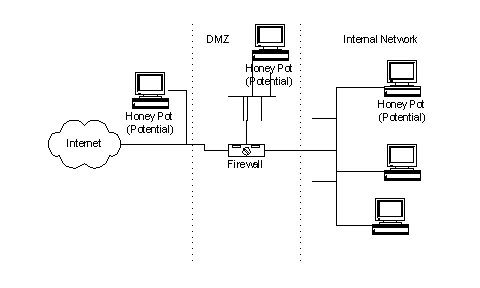 DMZ
Internal Network
Honey Pot
(Potential)
Honey Pot
(Potential)
Honey Pot
(Potential)
Internet
Firewall